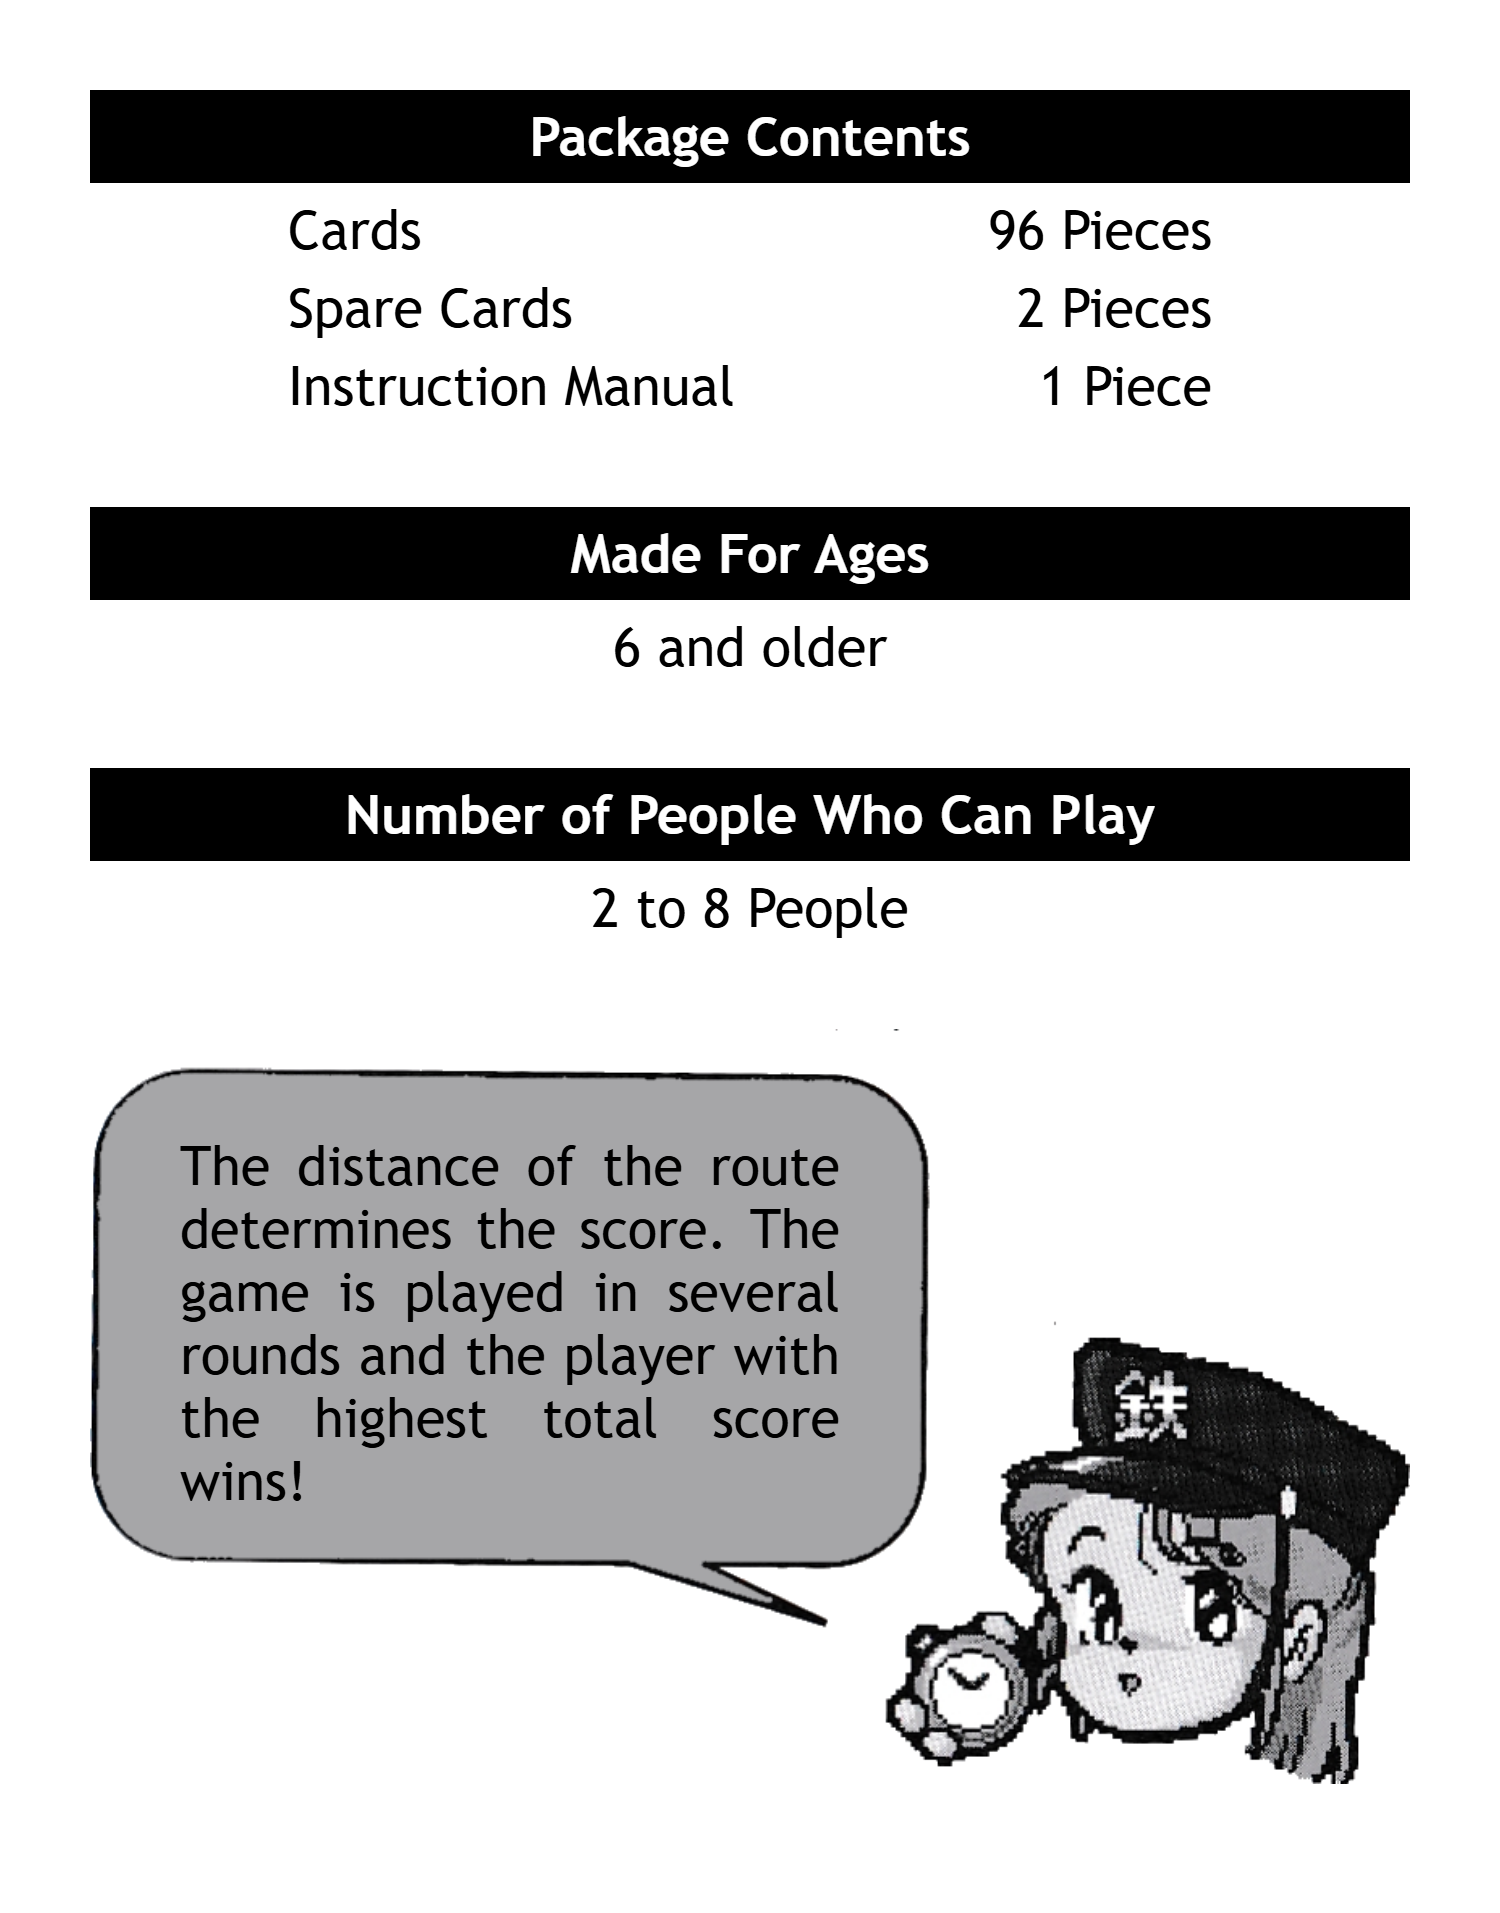 Package Contents
Cards 96 Pieces
Spare Cards 2 Pieces
Instruction Manual 1 Piece
Made For Ages
6 and older
Number of People Who Can Play
2 to 8 People
The distance of the route
determines the score. The
game is played in several
rounds and the player with
the highest total score
wins!
鉄